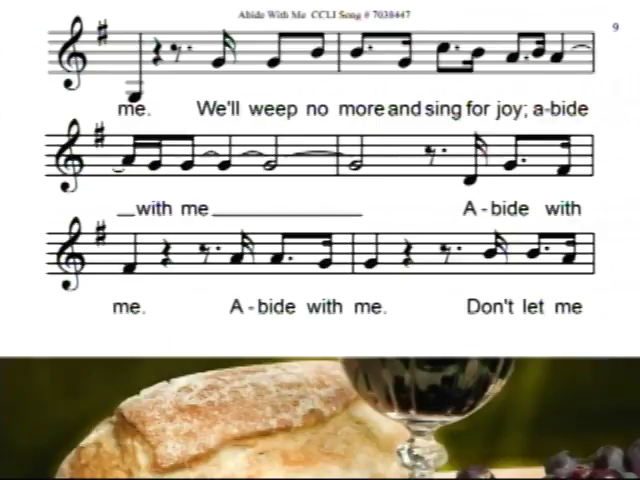 Abide With Me CCLI Song # 7038447
9
me. We'll weep no more and sing for joy; a-bide
with me
A - bide with
me. A - bide with me. Don't let me